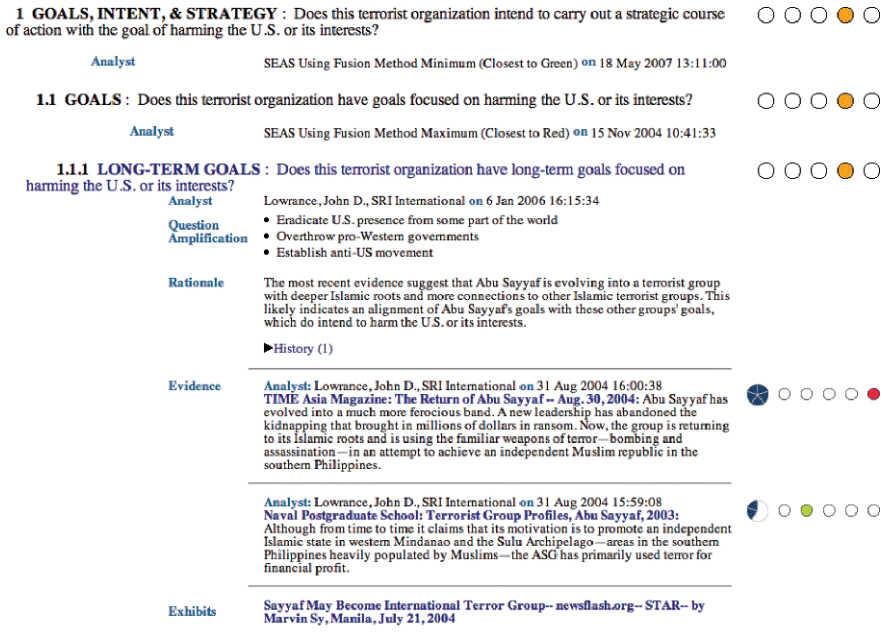 1 GOALS, INTENT, & STRATEGY : Does this terrorist organization intend to carry out a strategic course
of action with the goal of harming the U.S. or its interests?
Analyst SEAS Using Fusion Method Minimum (Closest to Green) on 18 May 2007 13:11:00
1.1 GOALS : Does this terrorist organization have goals focused on harming the U.S. or its interests?
Analyst SEAS Using Fusion Method Maximum (Closest to Red) on 15 Nov 2004 10:41:33
1.1.1 LONG-TERM GOALS : Does this terrorist organization have long-term goals focused on
harming the U.S. or its interests?
Analyst Lowrance, John D., SRI International on 6 Jan 2006 16:15:34
Question Amplification
• Eradicate U.S. presence from some part of the world
• Overthrow pro-Western governments
• Establish anti-US movement
Rationale The most recent evidence suggest that Abu Sayyaf is evolving into a terrorist group
with deeper Islamic roots and more connections to other Islamic terrorist groups. This
likely indicates an alignment of Abu Sayyaf's goals with these other groups' goals,
which do intend to harm the U.S. or its interests.
▶History (1)
Evidence Analyst: Lowrance, John D., SRI International on 31 Aug 2004 16:00:38
TIME Asia Magazine: The Return of Abu Sayyaf -- Aug. 30, 2004: Abu Sayyaf has
evolved into a much more ferocious band. A new leadership has abandoned the
kidnapping that brought in millions of dollars in ransom. Now, the group is returning
to its Islamic roots and is using the familiar weapons of terror—bombing and
assassination—in an attempt to achieve an independent Muslim republic in the
southern Philippines.
Analyst: Lowrance, John D., SRI International on 31 Aug 2004 15:59:08
Naval Postgraduate School: Terrorist Group Profiles, Abu Sayyaf, 2003:
Although from time to time it claims that its motivation is to promote an independent
Islamic state in western Mindanao and the Sulu Archipelago—areas in the southern
Philippines heavily populated by Muslims—the ASG has primarily used terror for
financial profit.
Exhibits Sayyaf May Become International Terror Group-- newsflash.org-- STAR-- by
Marvin Sy, Manila, July 21, 2004